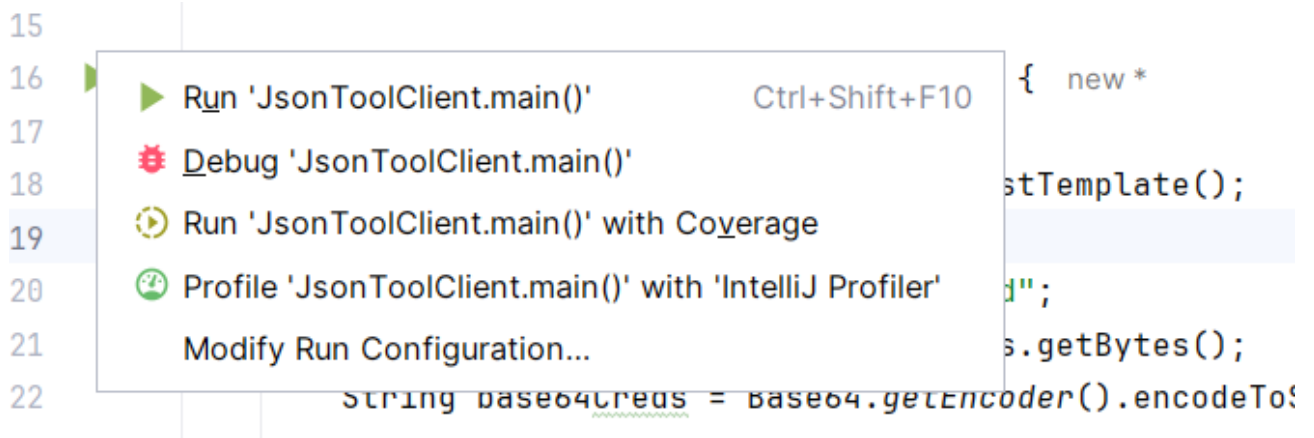 15
16 { new *
Run 'JsonToolClient.main()' Ctrl+Shift+F10
17
Debug 'JsonToolClient.main()'
18 stTemplate();
19
Run 'JsonToolClient.main()' with Coverage
20 d";
Profile 'JsonToolClient.main()' with 'IntelliJ Profiler'
21 s.getBytes();
Modify Run Configuration...
22 String base64Creds = Base64.getEncoder().encodeToS